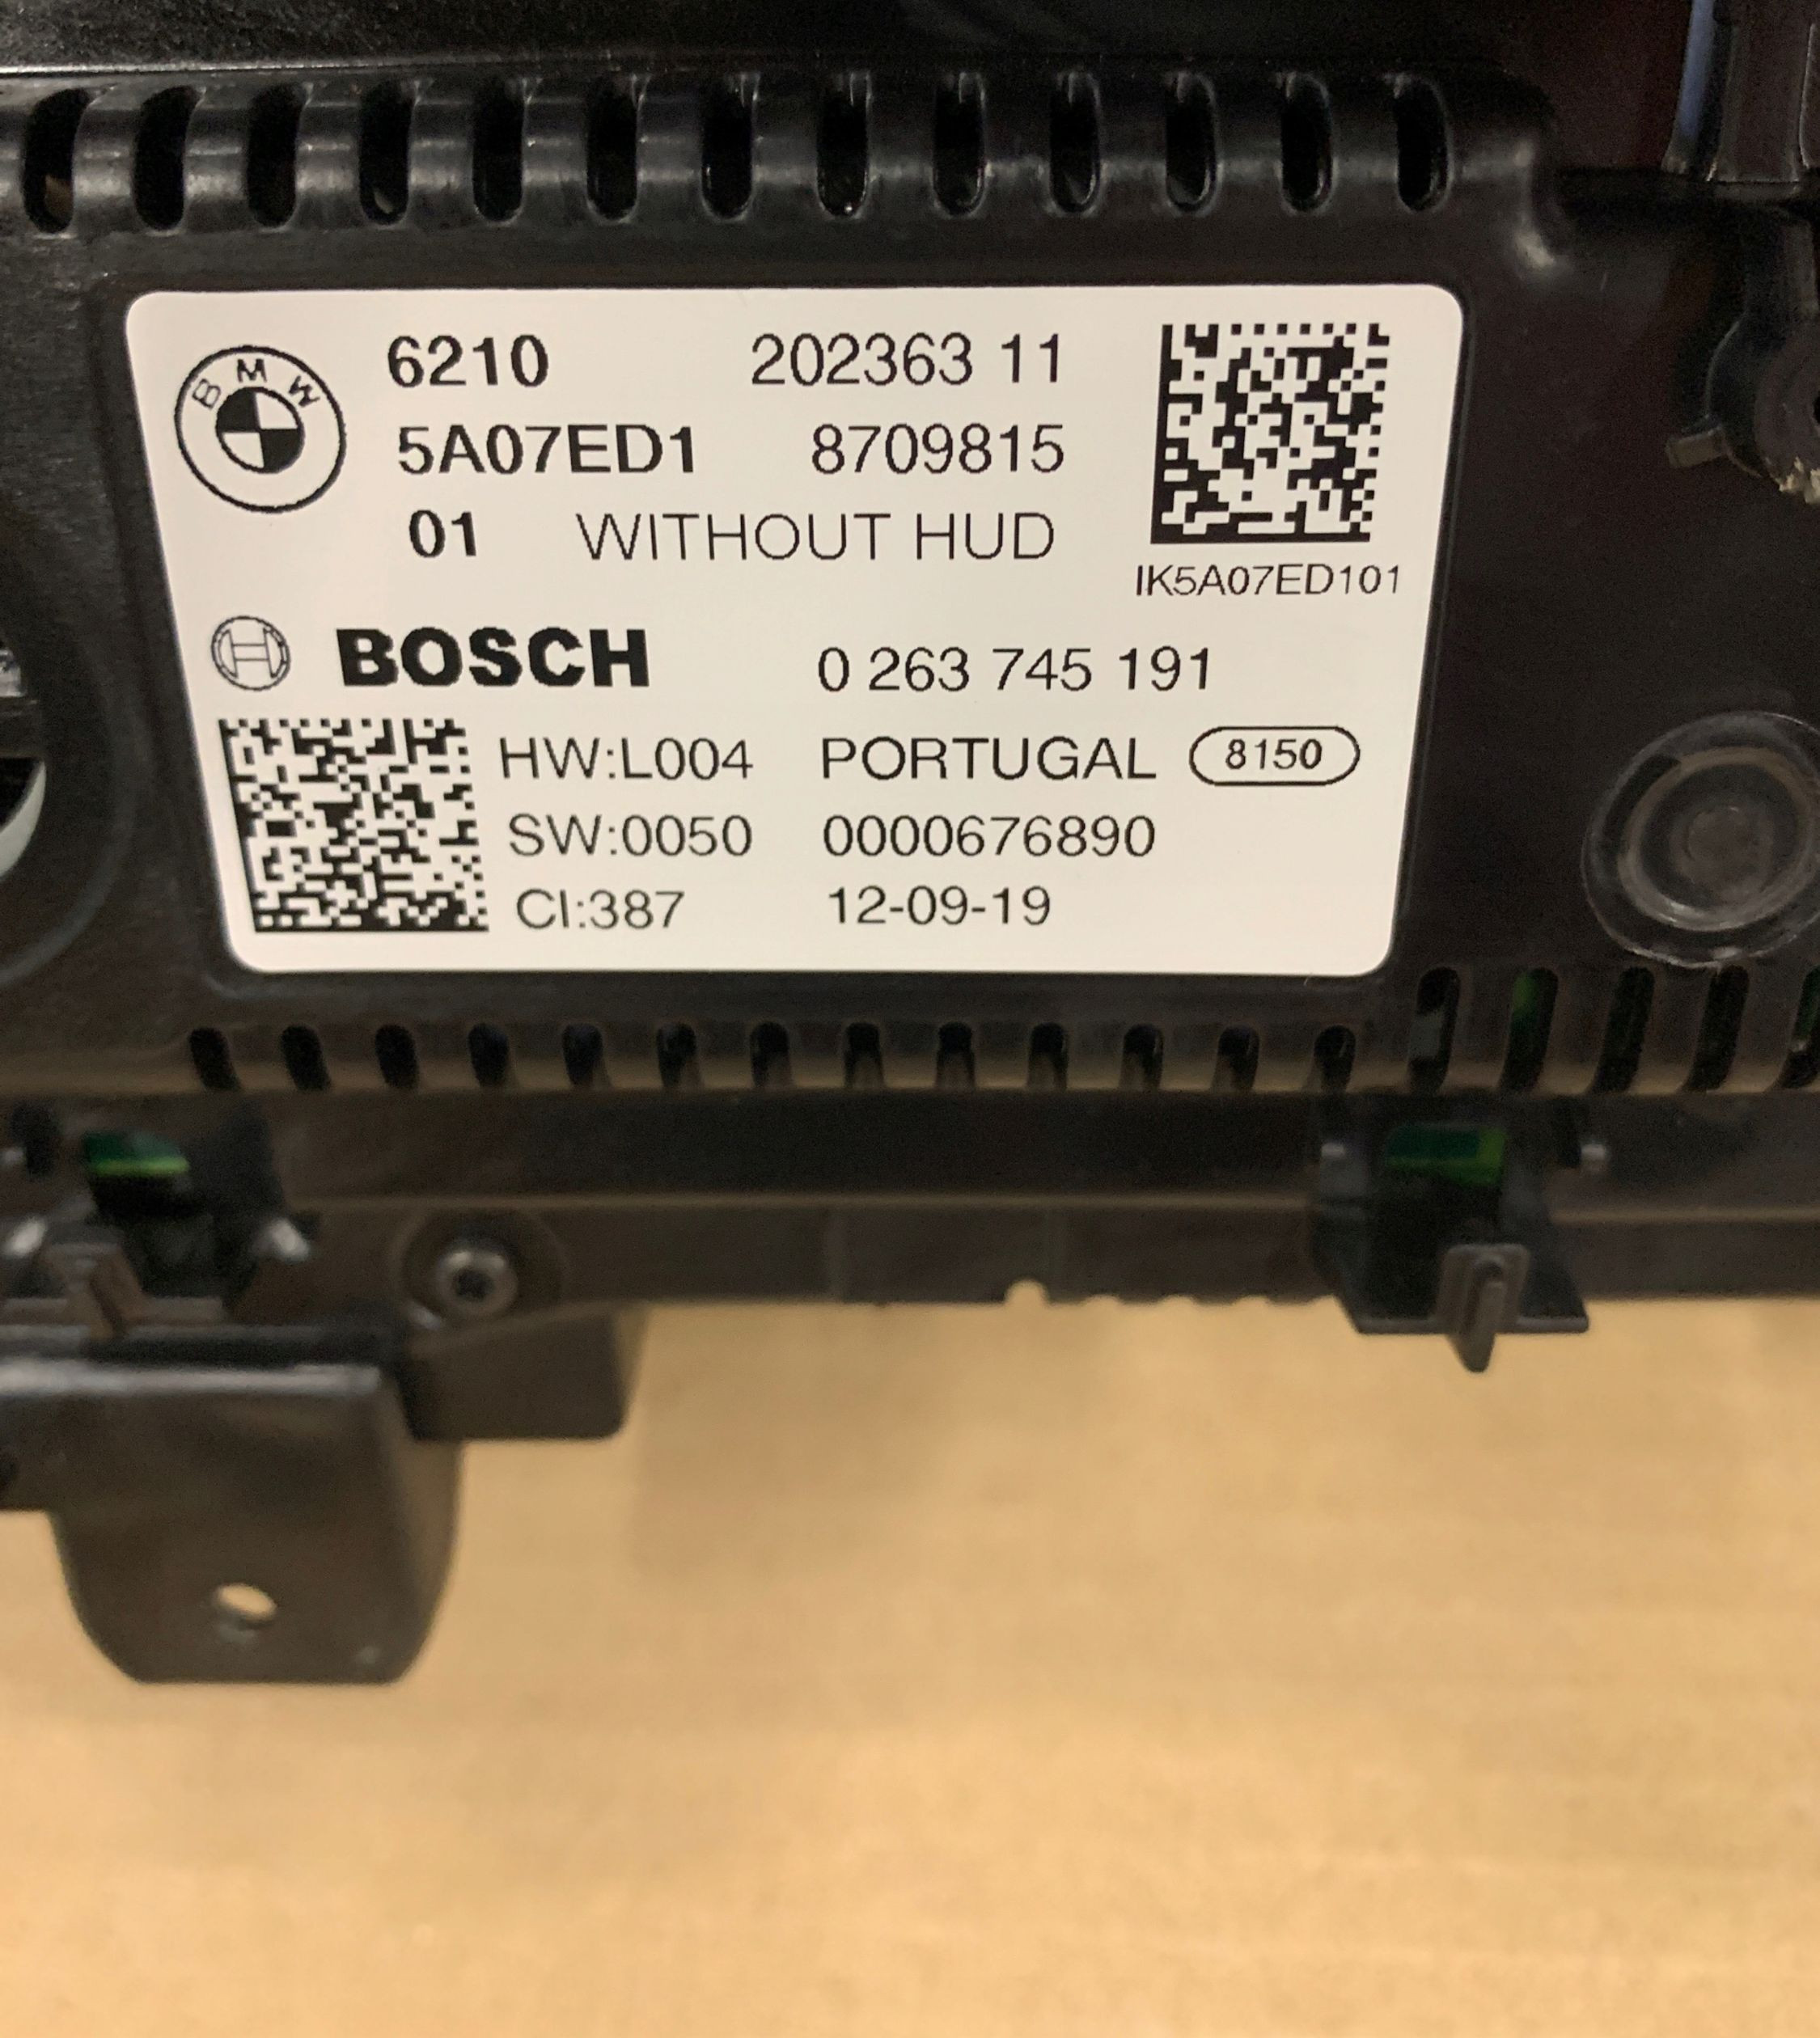 BMW
6210 202363 11
5A07ED1 8709815
01 WITHOUT HUD
IK5A07ED101
BOSCH 0 263 745 191
HW:L004 PORTUGAL 8150
SW:0050 0000676890
CI:387 12-09-19